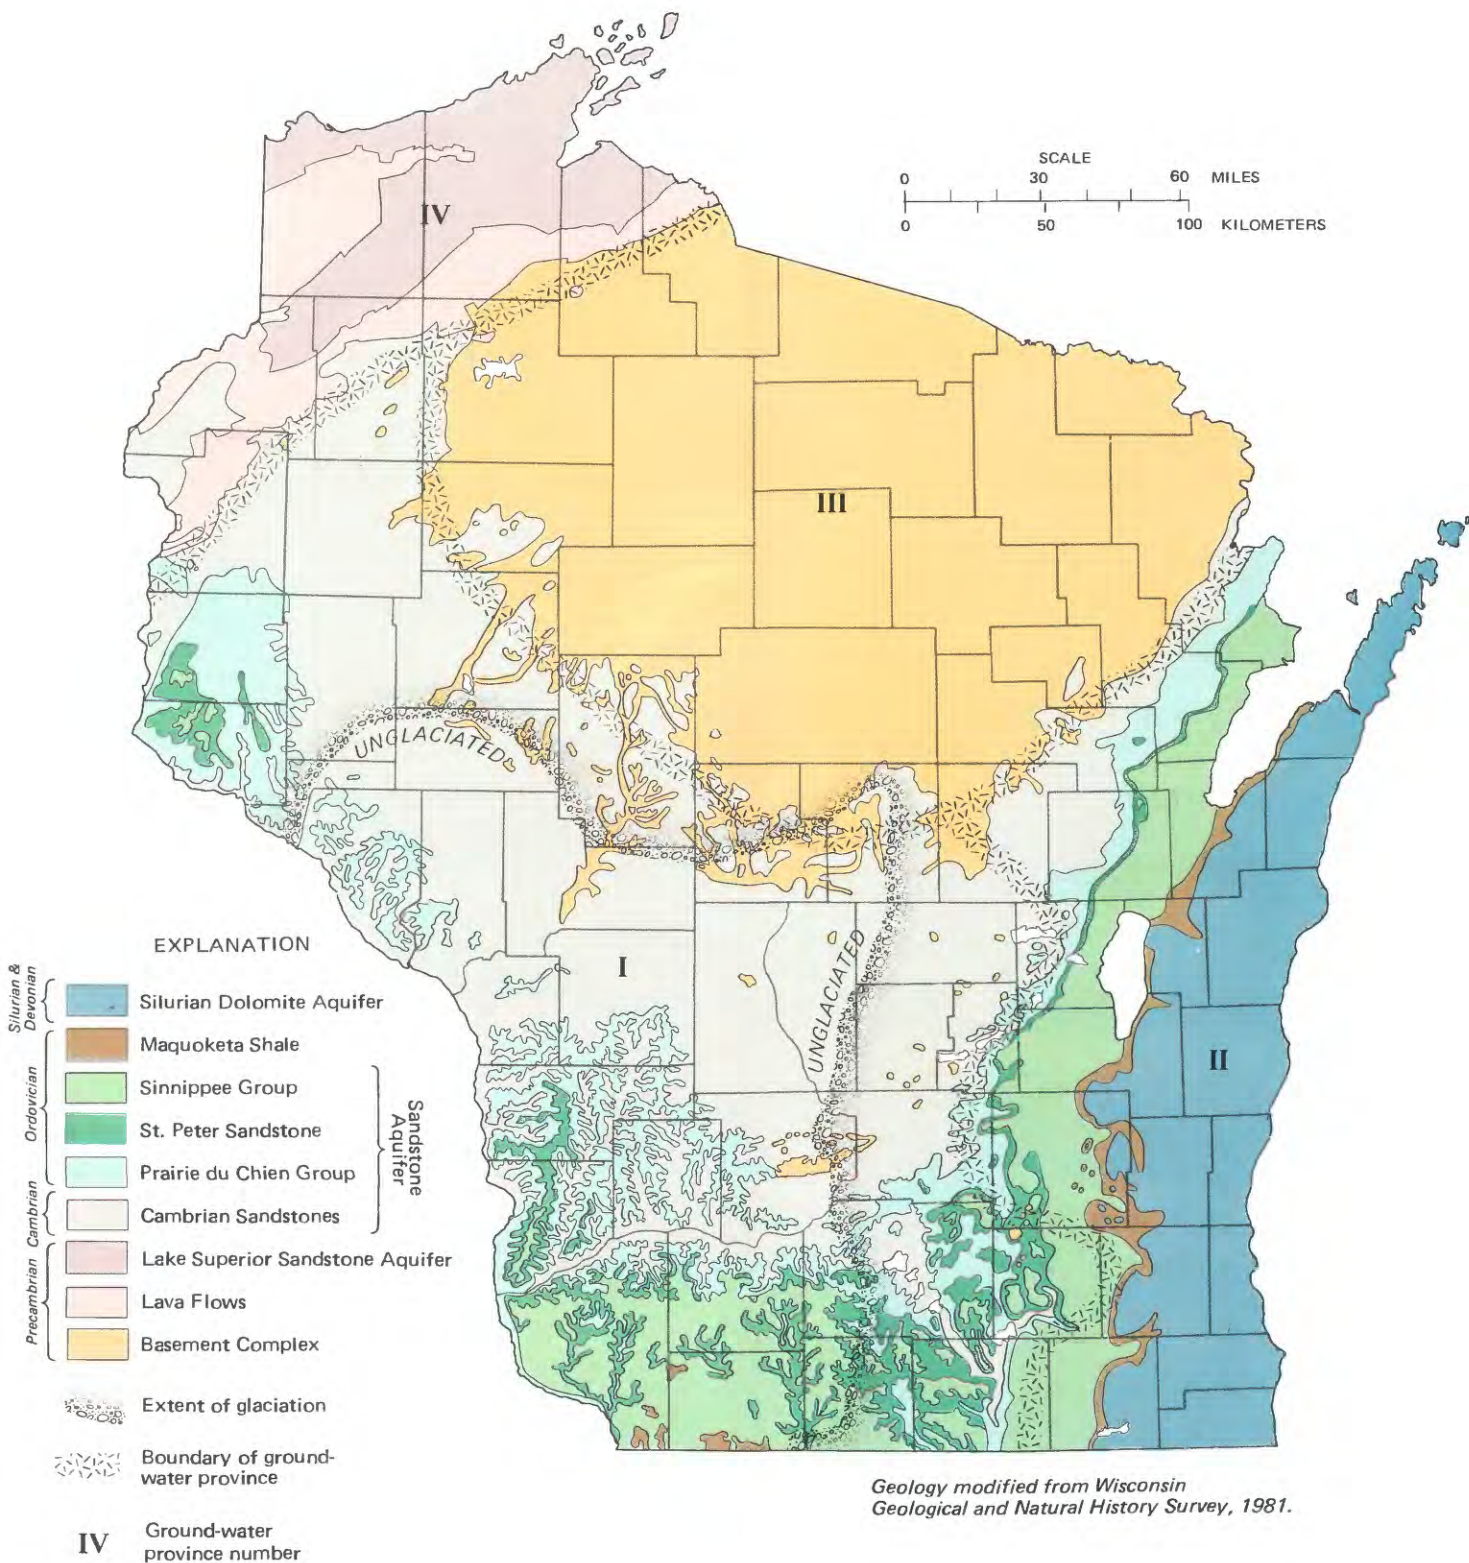 SCALE
0 30 60 MILES
0 50 100 KILOMETERS
IV
III
UNGLACIATED
I
UNGLACIATED
II
EXPLANATION
Silurian & Devonian
Silurian Dolomite Aquifer
Ordovician
Maquoketa Shale
Sinnippee Group
St. Peter Sandstone
Prairie du Chien Group
Sandstone Aquifer
Cambrian
Cambrian Sandstones
Precambrian
Lake Superior Sandstone Aquifer
Lava Flows
Basement Complex
Extent of glaciation
Boundary of ground-
water province
IV Ground-water
province number
Geology modified from Wisconsin
Geological and Natural History Survey, 1981.